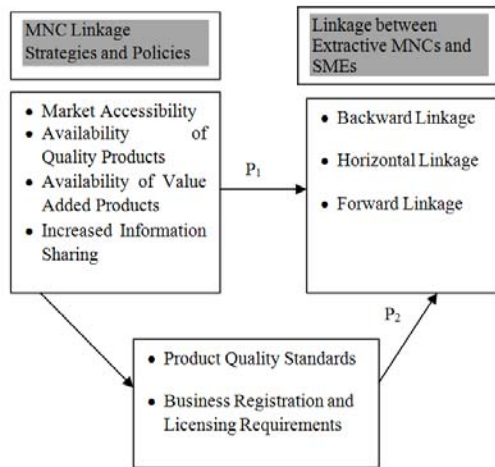 MNC Linkage
Strategies and Policies
Linkage between
Extractive MNCs and
SMEs
• Market Accessibility
• Availability of
Quality Products
• Availability of Value
Added Products
• Increased Information
Sharing
P1
• Backward Linkage
• Horizontal Linkage
• Forward Linkage
P2
• Product Quality Standards
• Business Registration and
Licensing Requirements